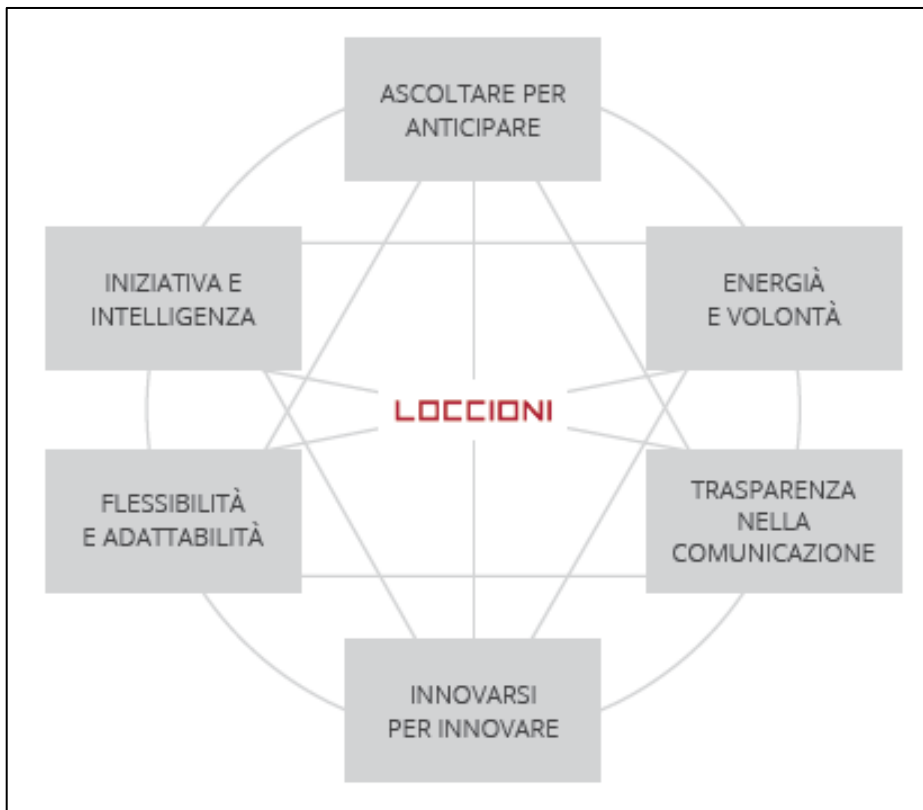 ASCOLTARE PER
ANTICIPARE
INIZIATIVA E
INTELLIGENZA
ENERGIÀ
E VOLONTÀ
LOCCIONI
FLESSIBILITÀ
E ADATTABILITÀ
TRASPARENZA
NELLA
COMUNICAZIONE
INNOVARSI
PER INNOVARE